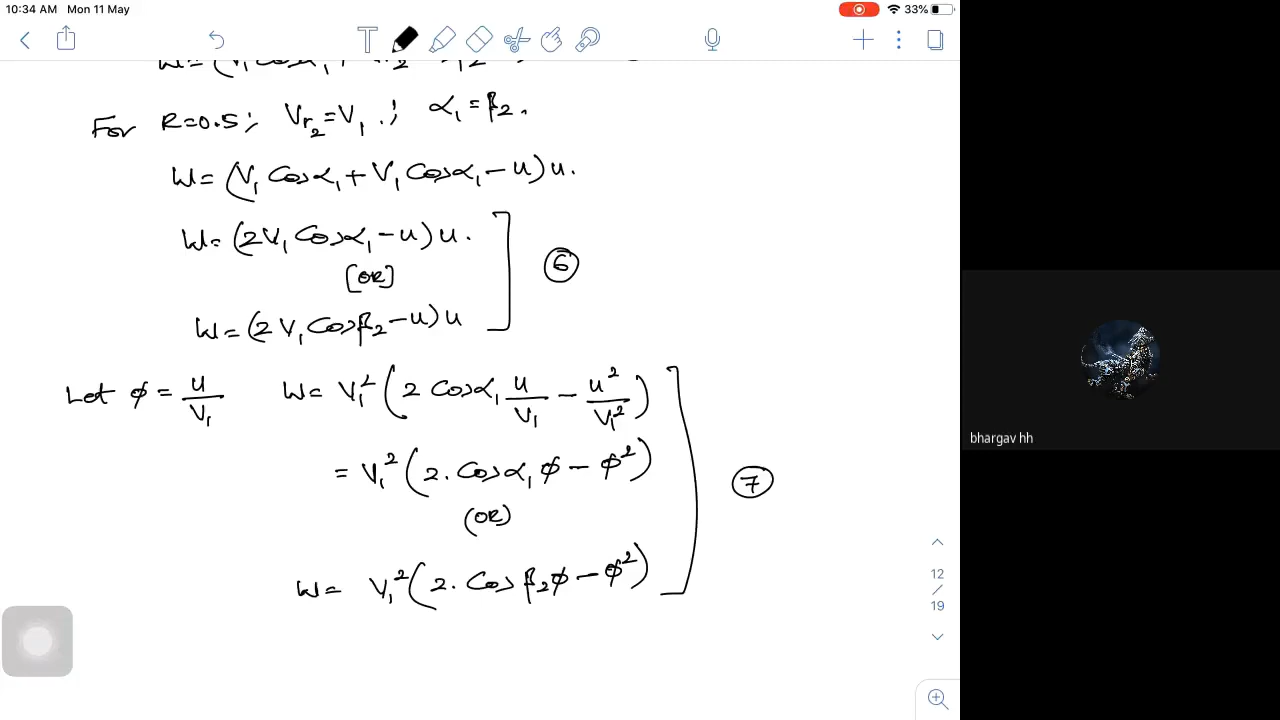 10:34 AM Mon 11 May
33%
For R=0.5; Vr₂=V₁ .; α₁=β₂.
W=(V₁ Cosα₁+V₁ Cosα₁-u)u.
W=(2V₁ Cosα₁-u)u.
[OR]
6
W=(2V₁Cosβ₂-u)u
Let ϕ=u/V₁ W= V₁²(2 Cosα₁ u/V₁ - u²/V₁²)
= V₁²(2. Cosα₁ ϕ - ϕ²)
7
(OR)
W= V₁²(2. Cosβ₂ϕ-ϕ²)
bhargav hh
12
/
19